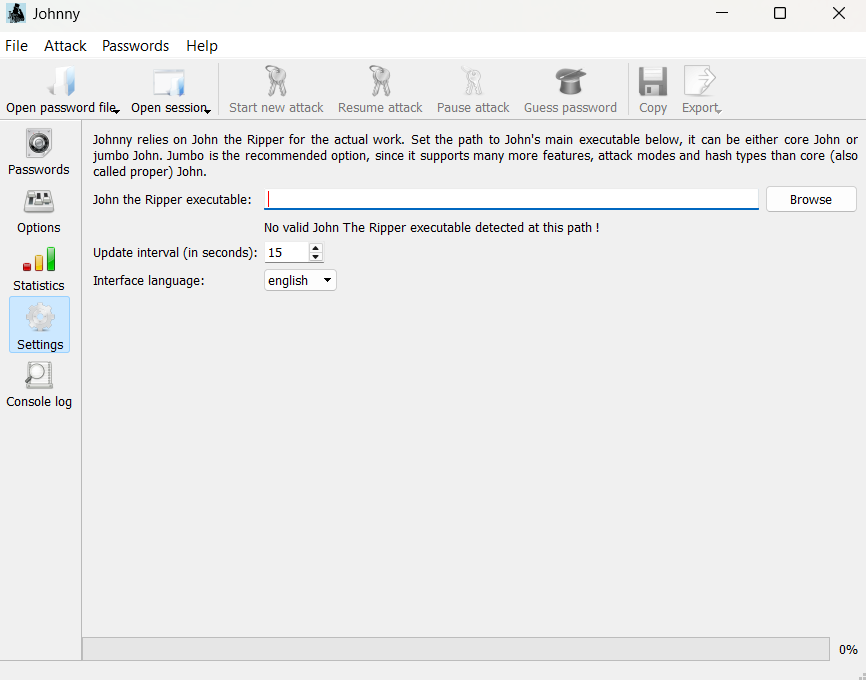 Johnny
File Attack Passwords Help
Open password file Open session Start new attack Resume attack Pause attack Guess password Copy Export
Passwords
Options
Statistics
Settings
Console log
Johnny relies on John the Ripper for the actual work. Set the path to John's main executable below, it can be either core John or
jumbo John. Jumbo is the recommended option, since it supports many more features, attack modes and hash types than core (also
called proper) John.
John the Ripper executable: Browse
No valid John The Ripper executable detected at this path !
Update interval (in seconds): 15
Interface language: english
0%